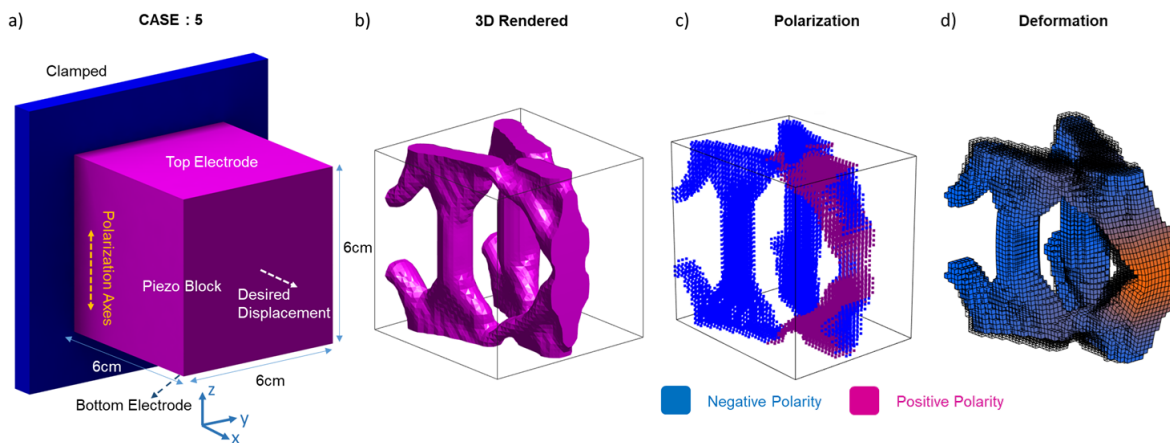 a)
CASE : 5
b)
3D Rendered
c)
Polarization
d)
Deformation
Clamped
Top Electrode
Polarization Axes
Piezo Block
Desired
Displacement
6cm
6cm
6cm
Bottom Electrode
z
y
x
Negative Polarity
Positive Polarity